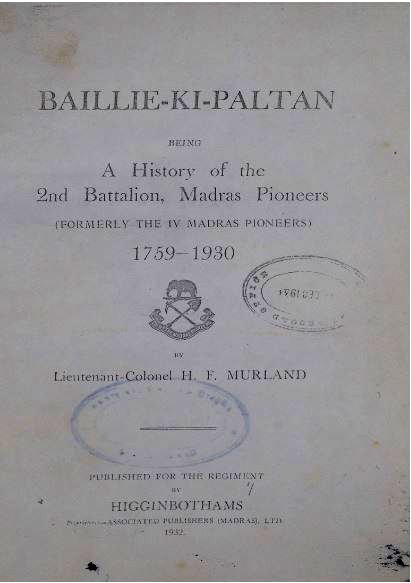 BAILLIE-KI-PALTAN
BEING
A History of the
2nd Battalion, Madras Pioneers
(FORMERLY THE IV MADRAS PIONEERS)
1759—1930
BY
Lieutenant-Colonel H. F. MURLAND
PUBLISHED FOR THE REGIMENT
BY
HIGGINBOTHAMS
Proprietors—ASSOCIATED PUBLISHERS (MADRAS), LTD.
1932.